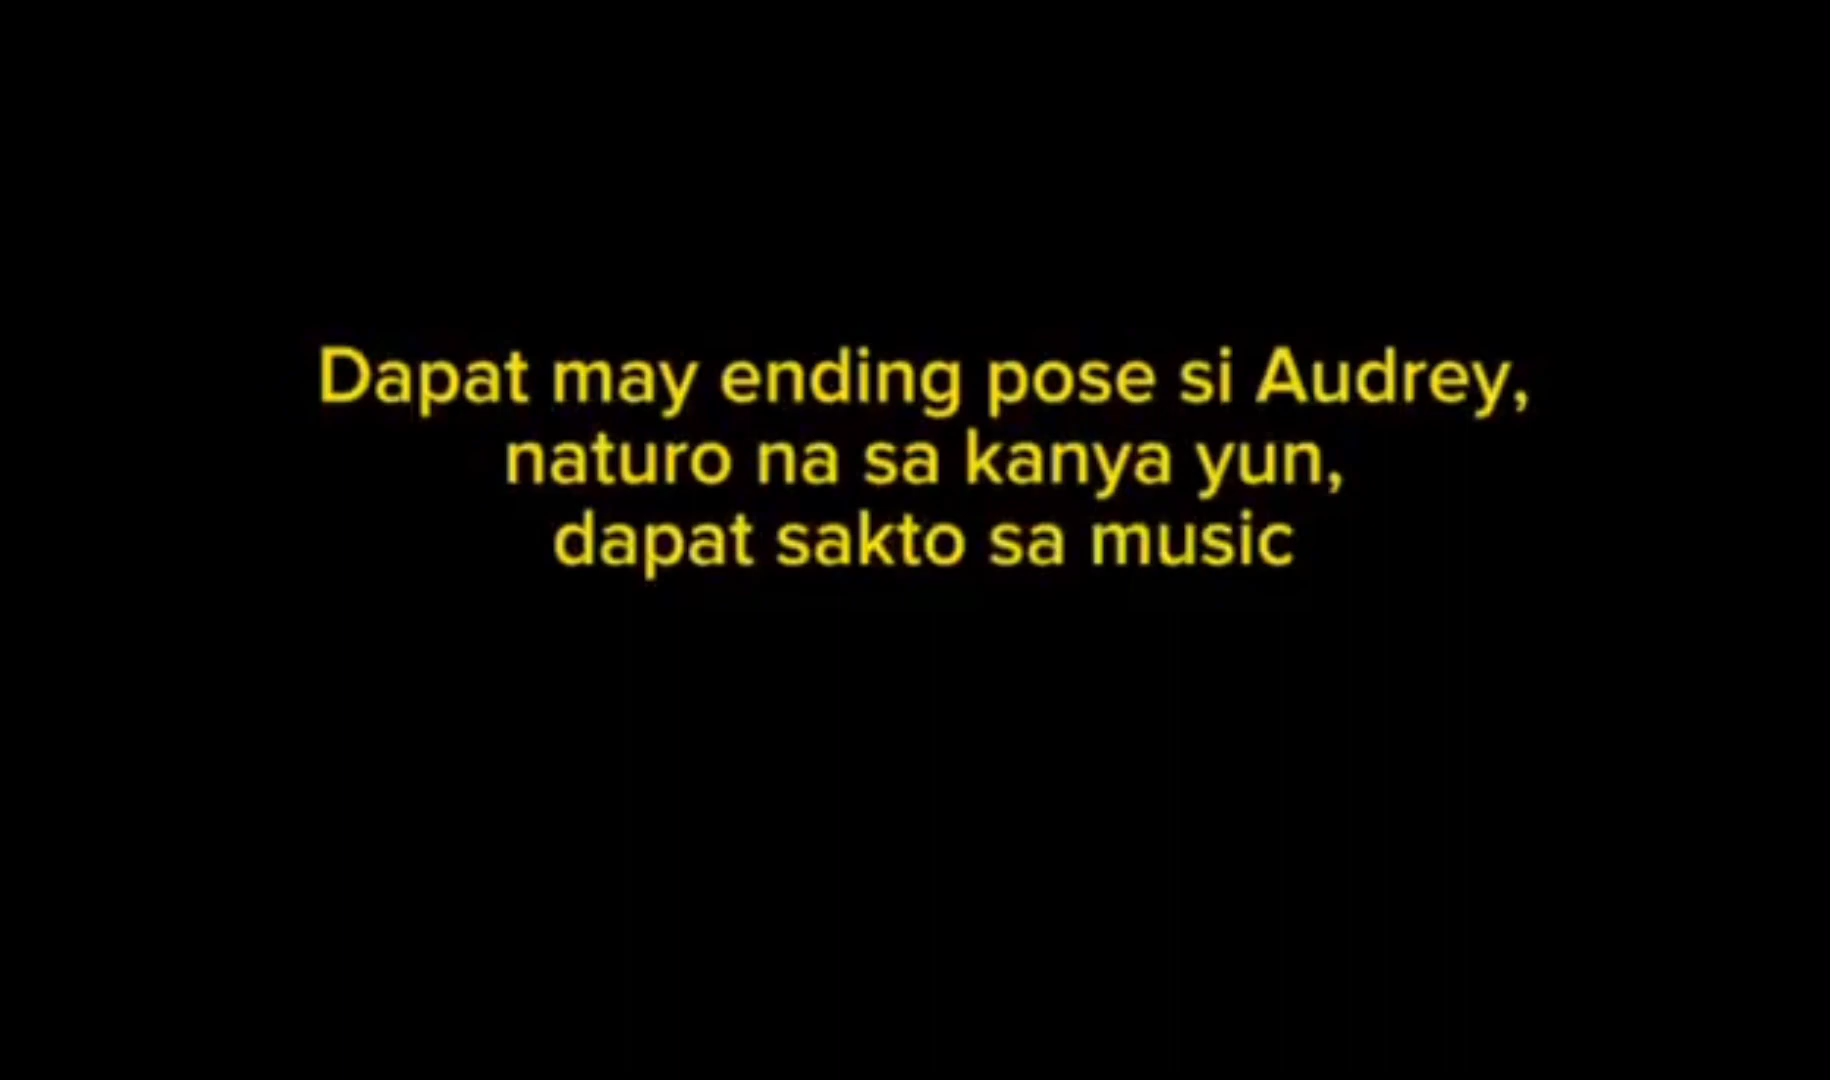 Dapat may ending pose si Audrey,
naturo na sa kanya yun,
dapat sakto sa music